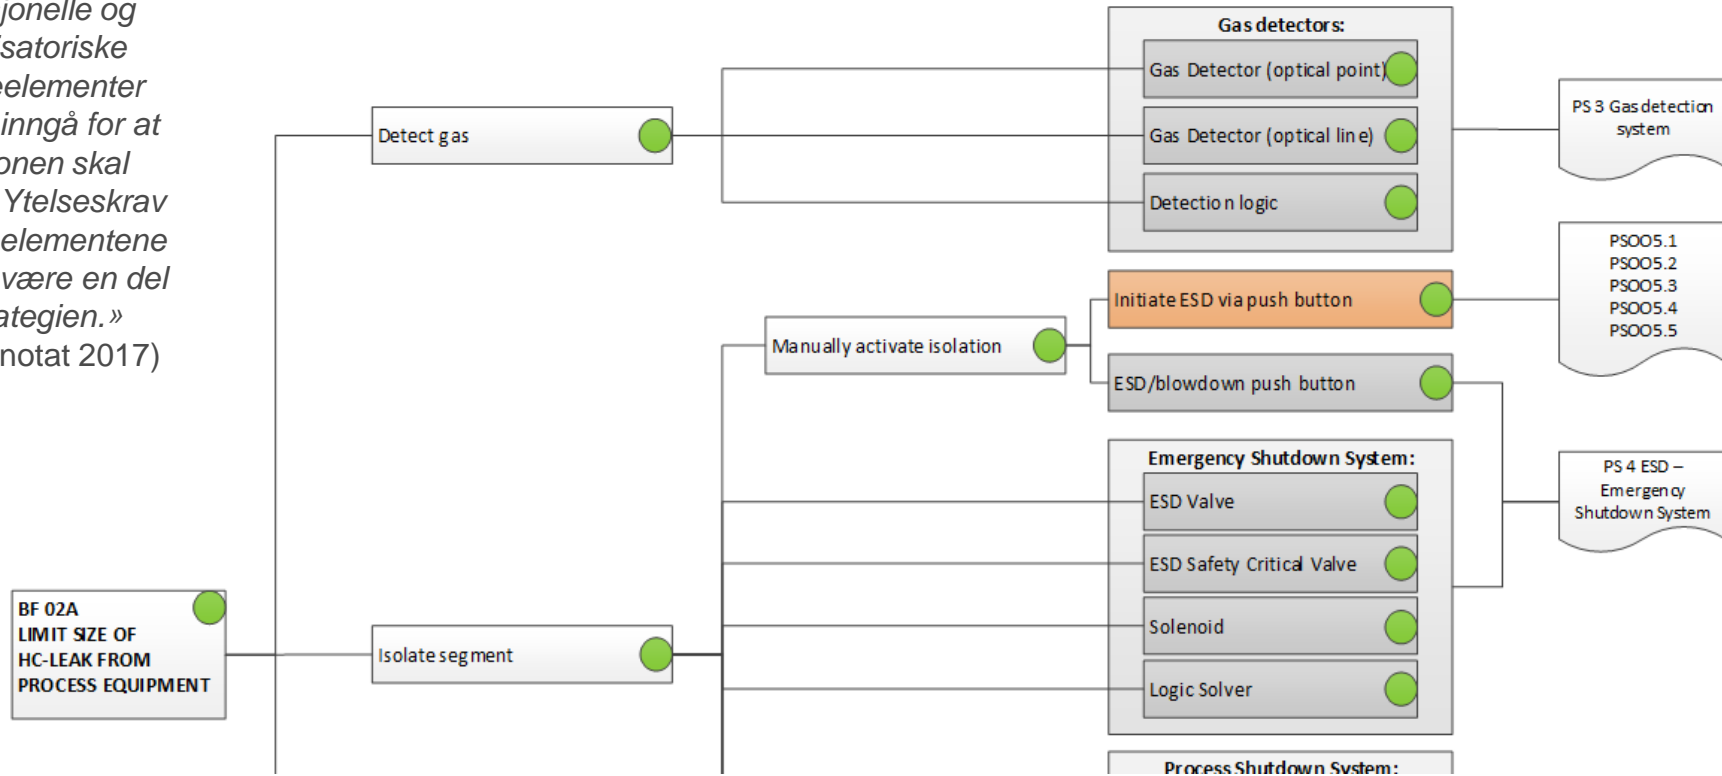 jonelle og
satoriske
elementer
inngå for at
onen skal
Ytelseskrav
elementene
være en del
ategien.»
notat 2017)
Gas detectors:
Gas Detector (optical point)
Gas Detector (optical line)
Detection logic
Detect gas
PS 3 Gas detection
system
PSOO5.1
PSOO5.2
PSOO5.3
PSOO5.4
PSOO5.5
Initiate ESD via push button
Manually activate isolation
ESD/blowdown push button
Emergency Shutdown System:
ESD Valve
ESD Safety Critical Valve
Solenoid
Logic Solver
PS 4 ESD –
Emergency
Shutdown System
BF 02A
LIMIT SIZE OF
HC-LEAK FROM
PROCESS EQUIPMENT
Isolate segment
Process Shutdown System: